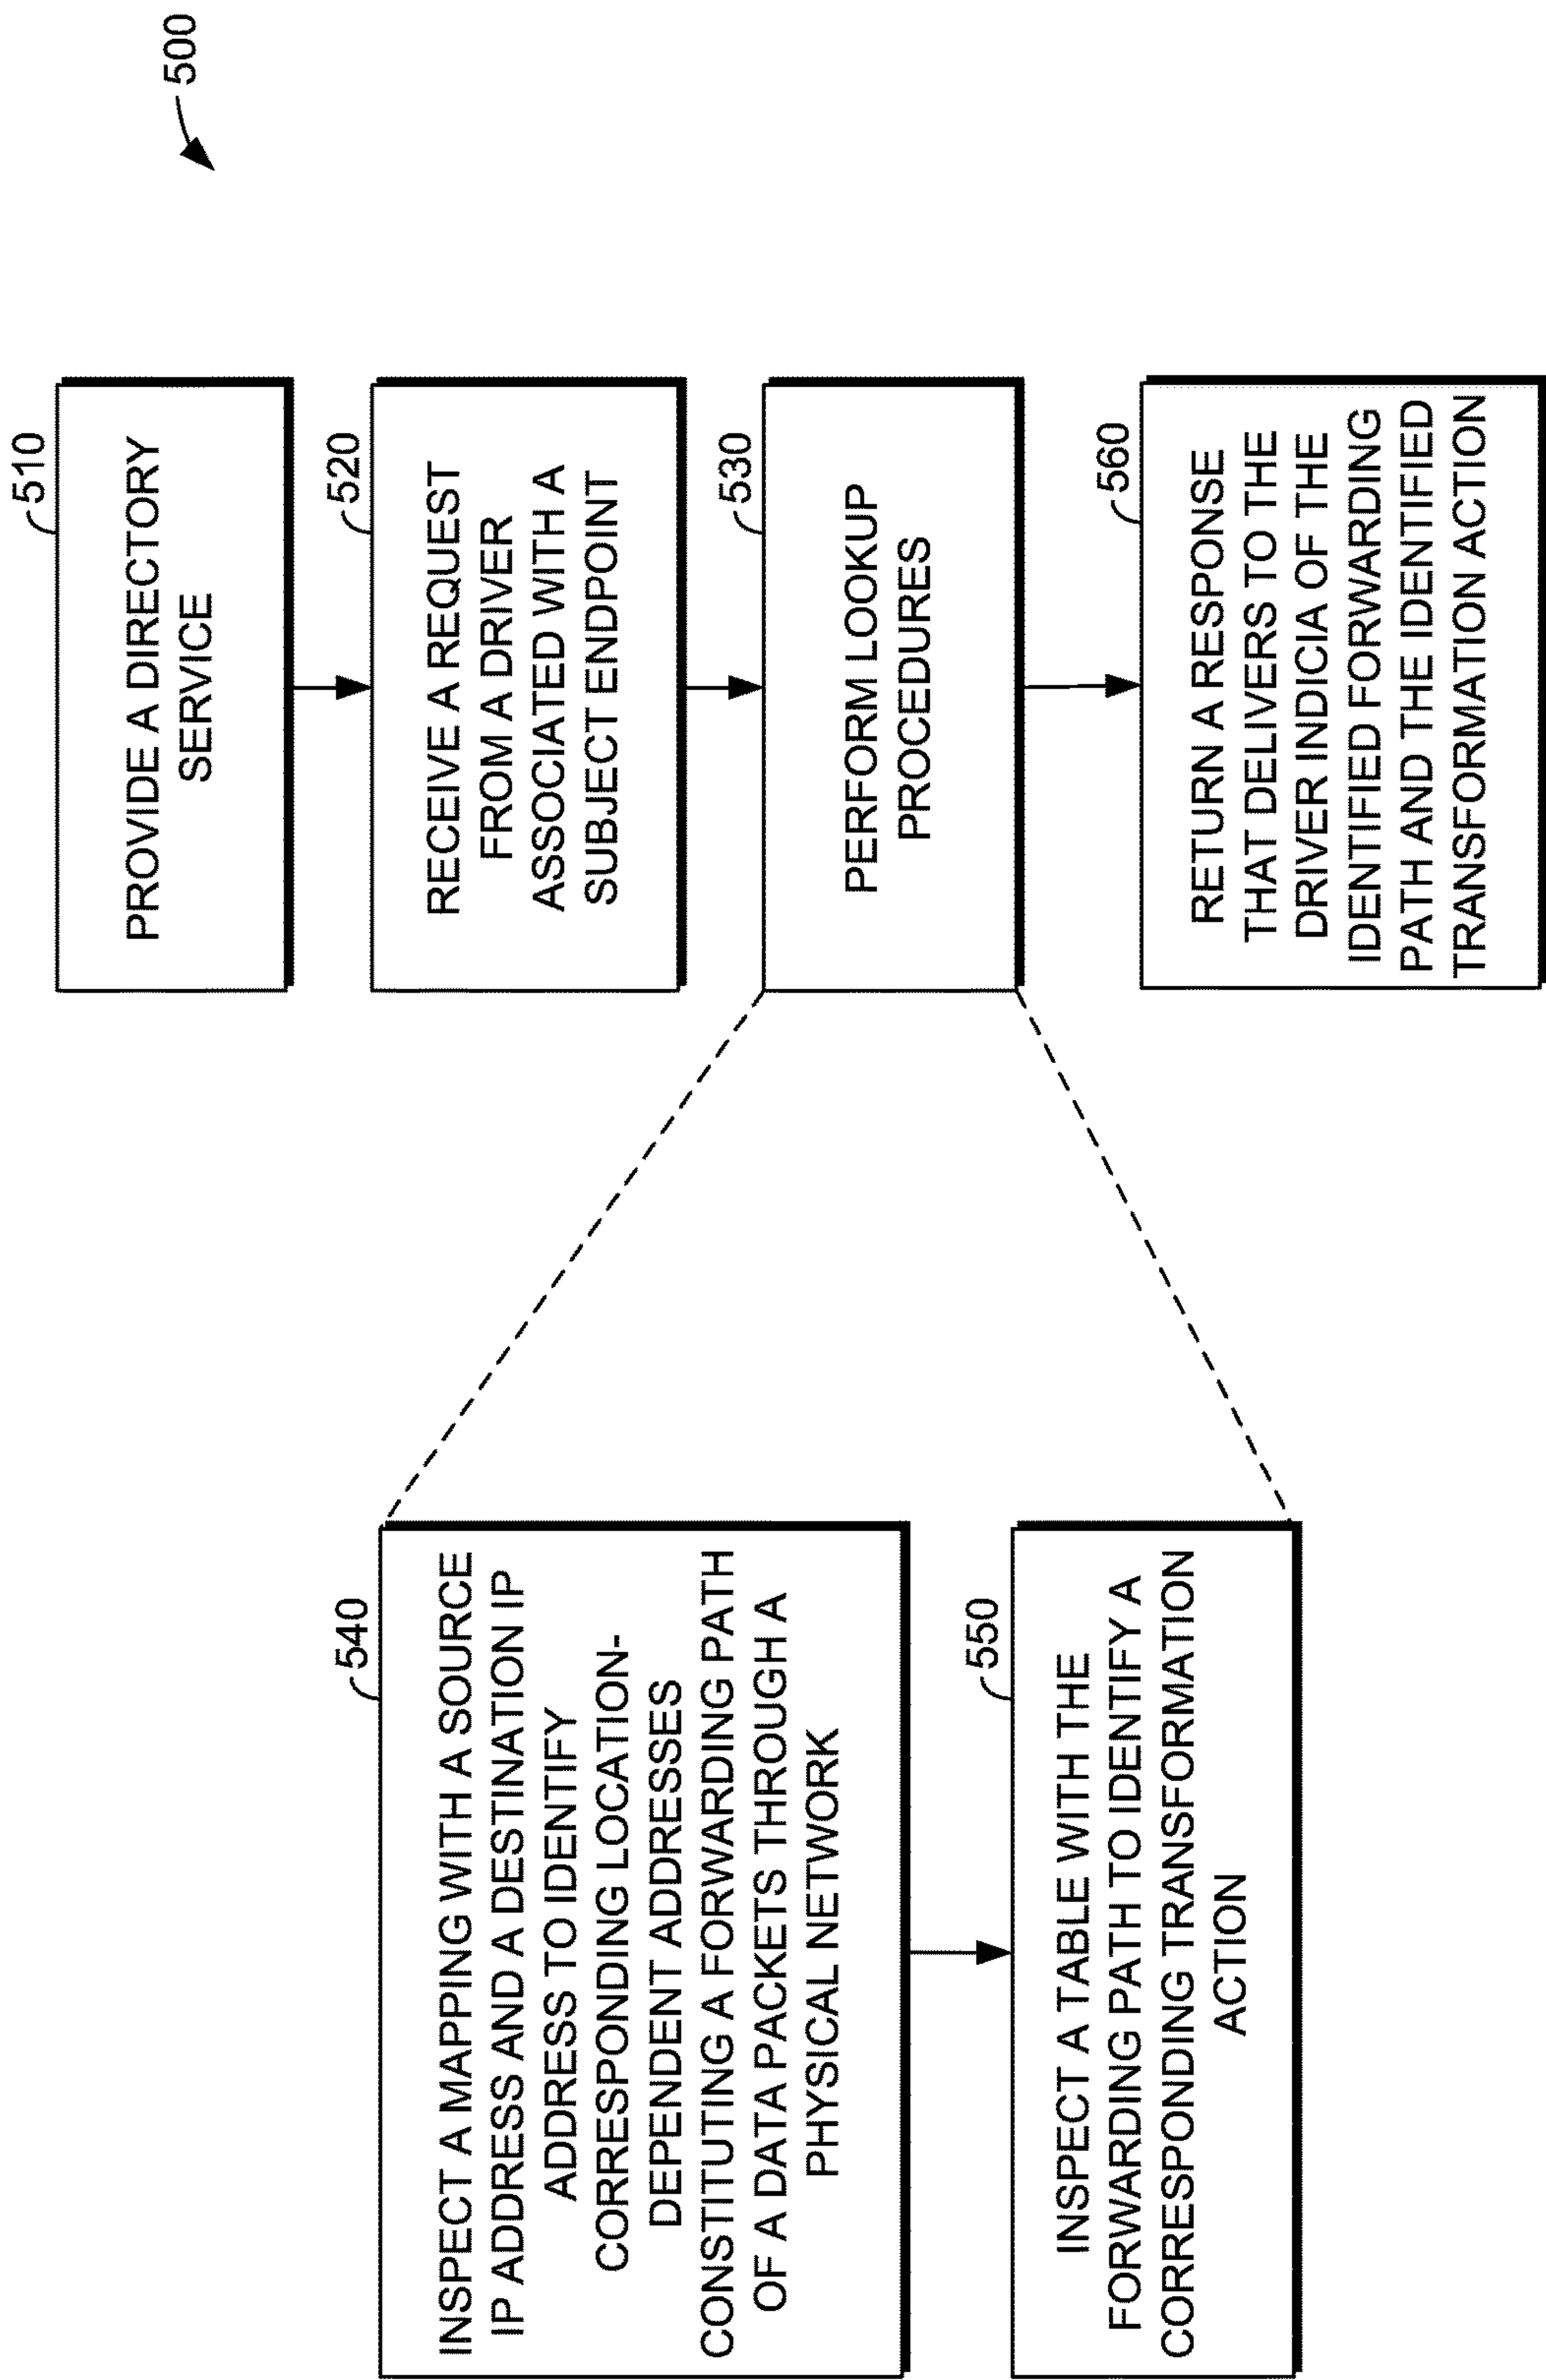 500
510
PROVIDE A DIRECTORY
SERVICE
520
RECEIVE A REQUEST
FROM A DRIVER
ASSOCIATED WITH A
SUBJECT ENDPOINT
530
PERFORM LOOKUP
PROCEDURES
540
INSPECT A MAPPING WITH A SOURCE
IP ADDRESS AND A DESTINATION IP
ADDRESS TO IDENTIFY
CORRESPONDING LOCATION-
DEPENDENT ADDRESSES
CONSTITUTING A FORWARDING PATH
OF A DATA PACKETS THROUGH A
PHYSICAL NETWORK
550
INSPECT A TABLE WITH THE
FORWARDING PATH TO IDENTIFY A
CORRESPONDING TRANSFORMATION
ACTION
560
RETURN A RESPONSE
THAT DELIVERS TO THE
DRIVER INDICIA OF THE
IDENTIFIED FORWARDING
PATH AND THE IDENTIFIED
TRANSFORMATION ACTION